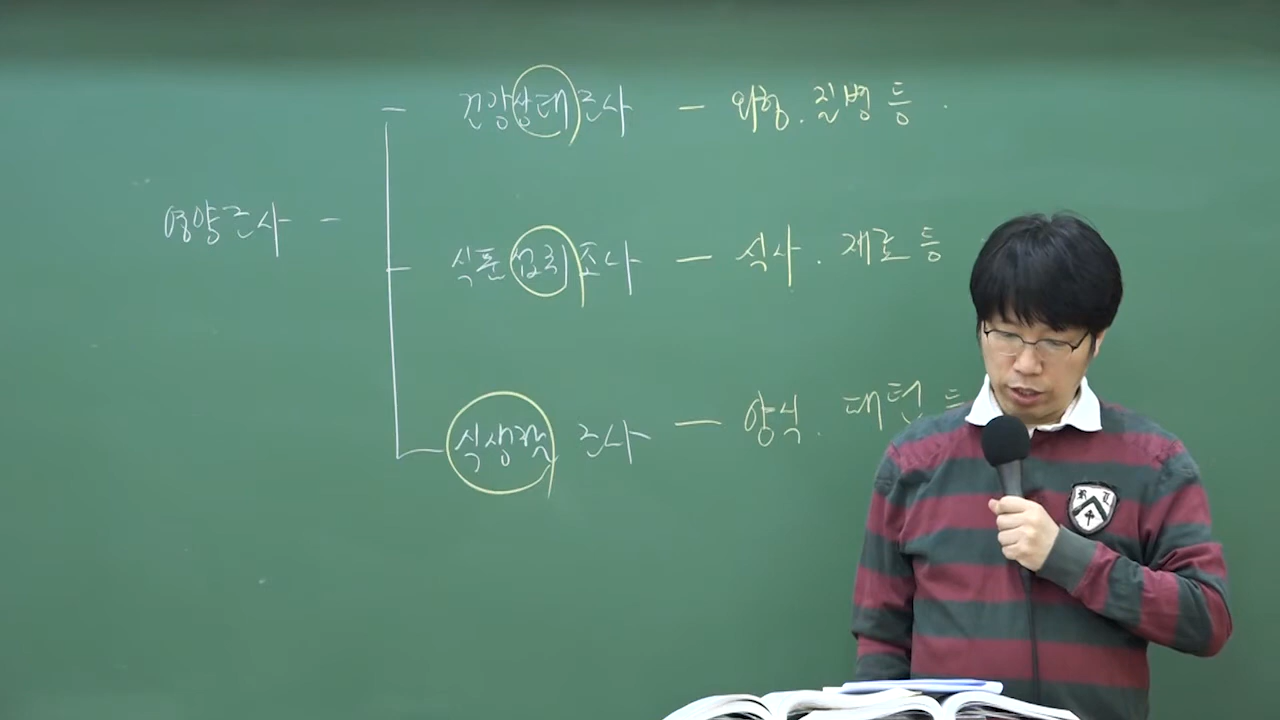 건강상태조사 - 외형. 질병 등.
영양조사 -
식품섭취조사 - 식사. 재료 등
식생활 조사 - 양식. 패턴 등